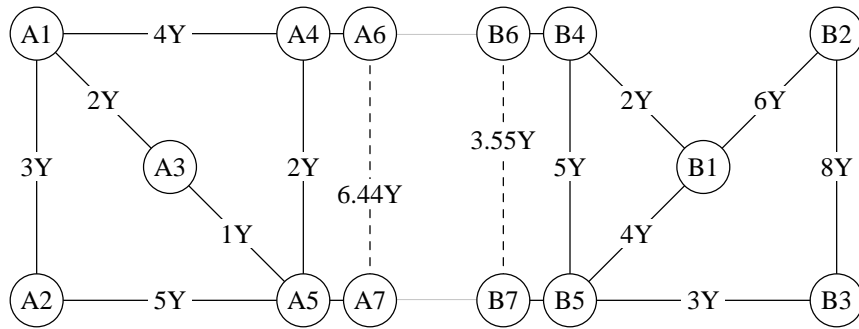 A1 4Y A4 A6 B6 B4 B2
2Y 2Y 6Y
3.55Y
3Y A3 2Y 5Y B1 8Y
6.44Y
1Y 4Y
A2 5Y A5 A7 B7 B5 3Y B3